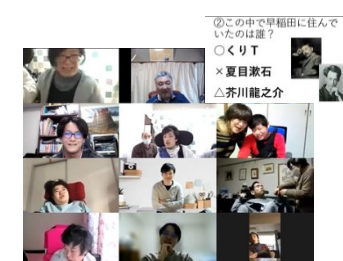 ②この中で早稲田に住んで
いたのは誰？
○くりT
×夏目漱石
△芥川龍之介